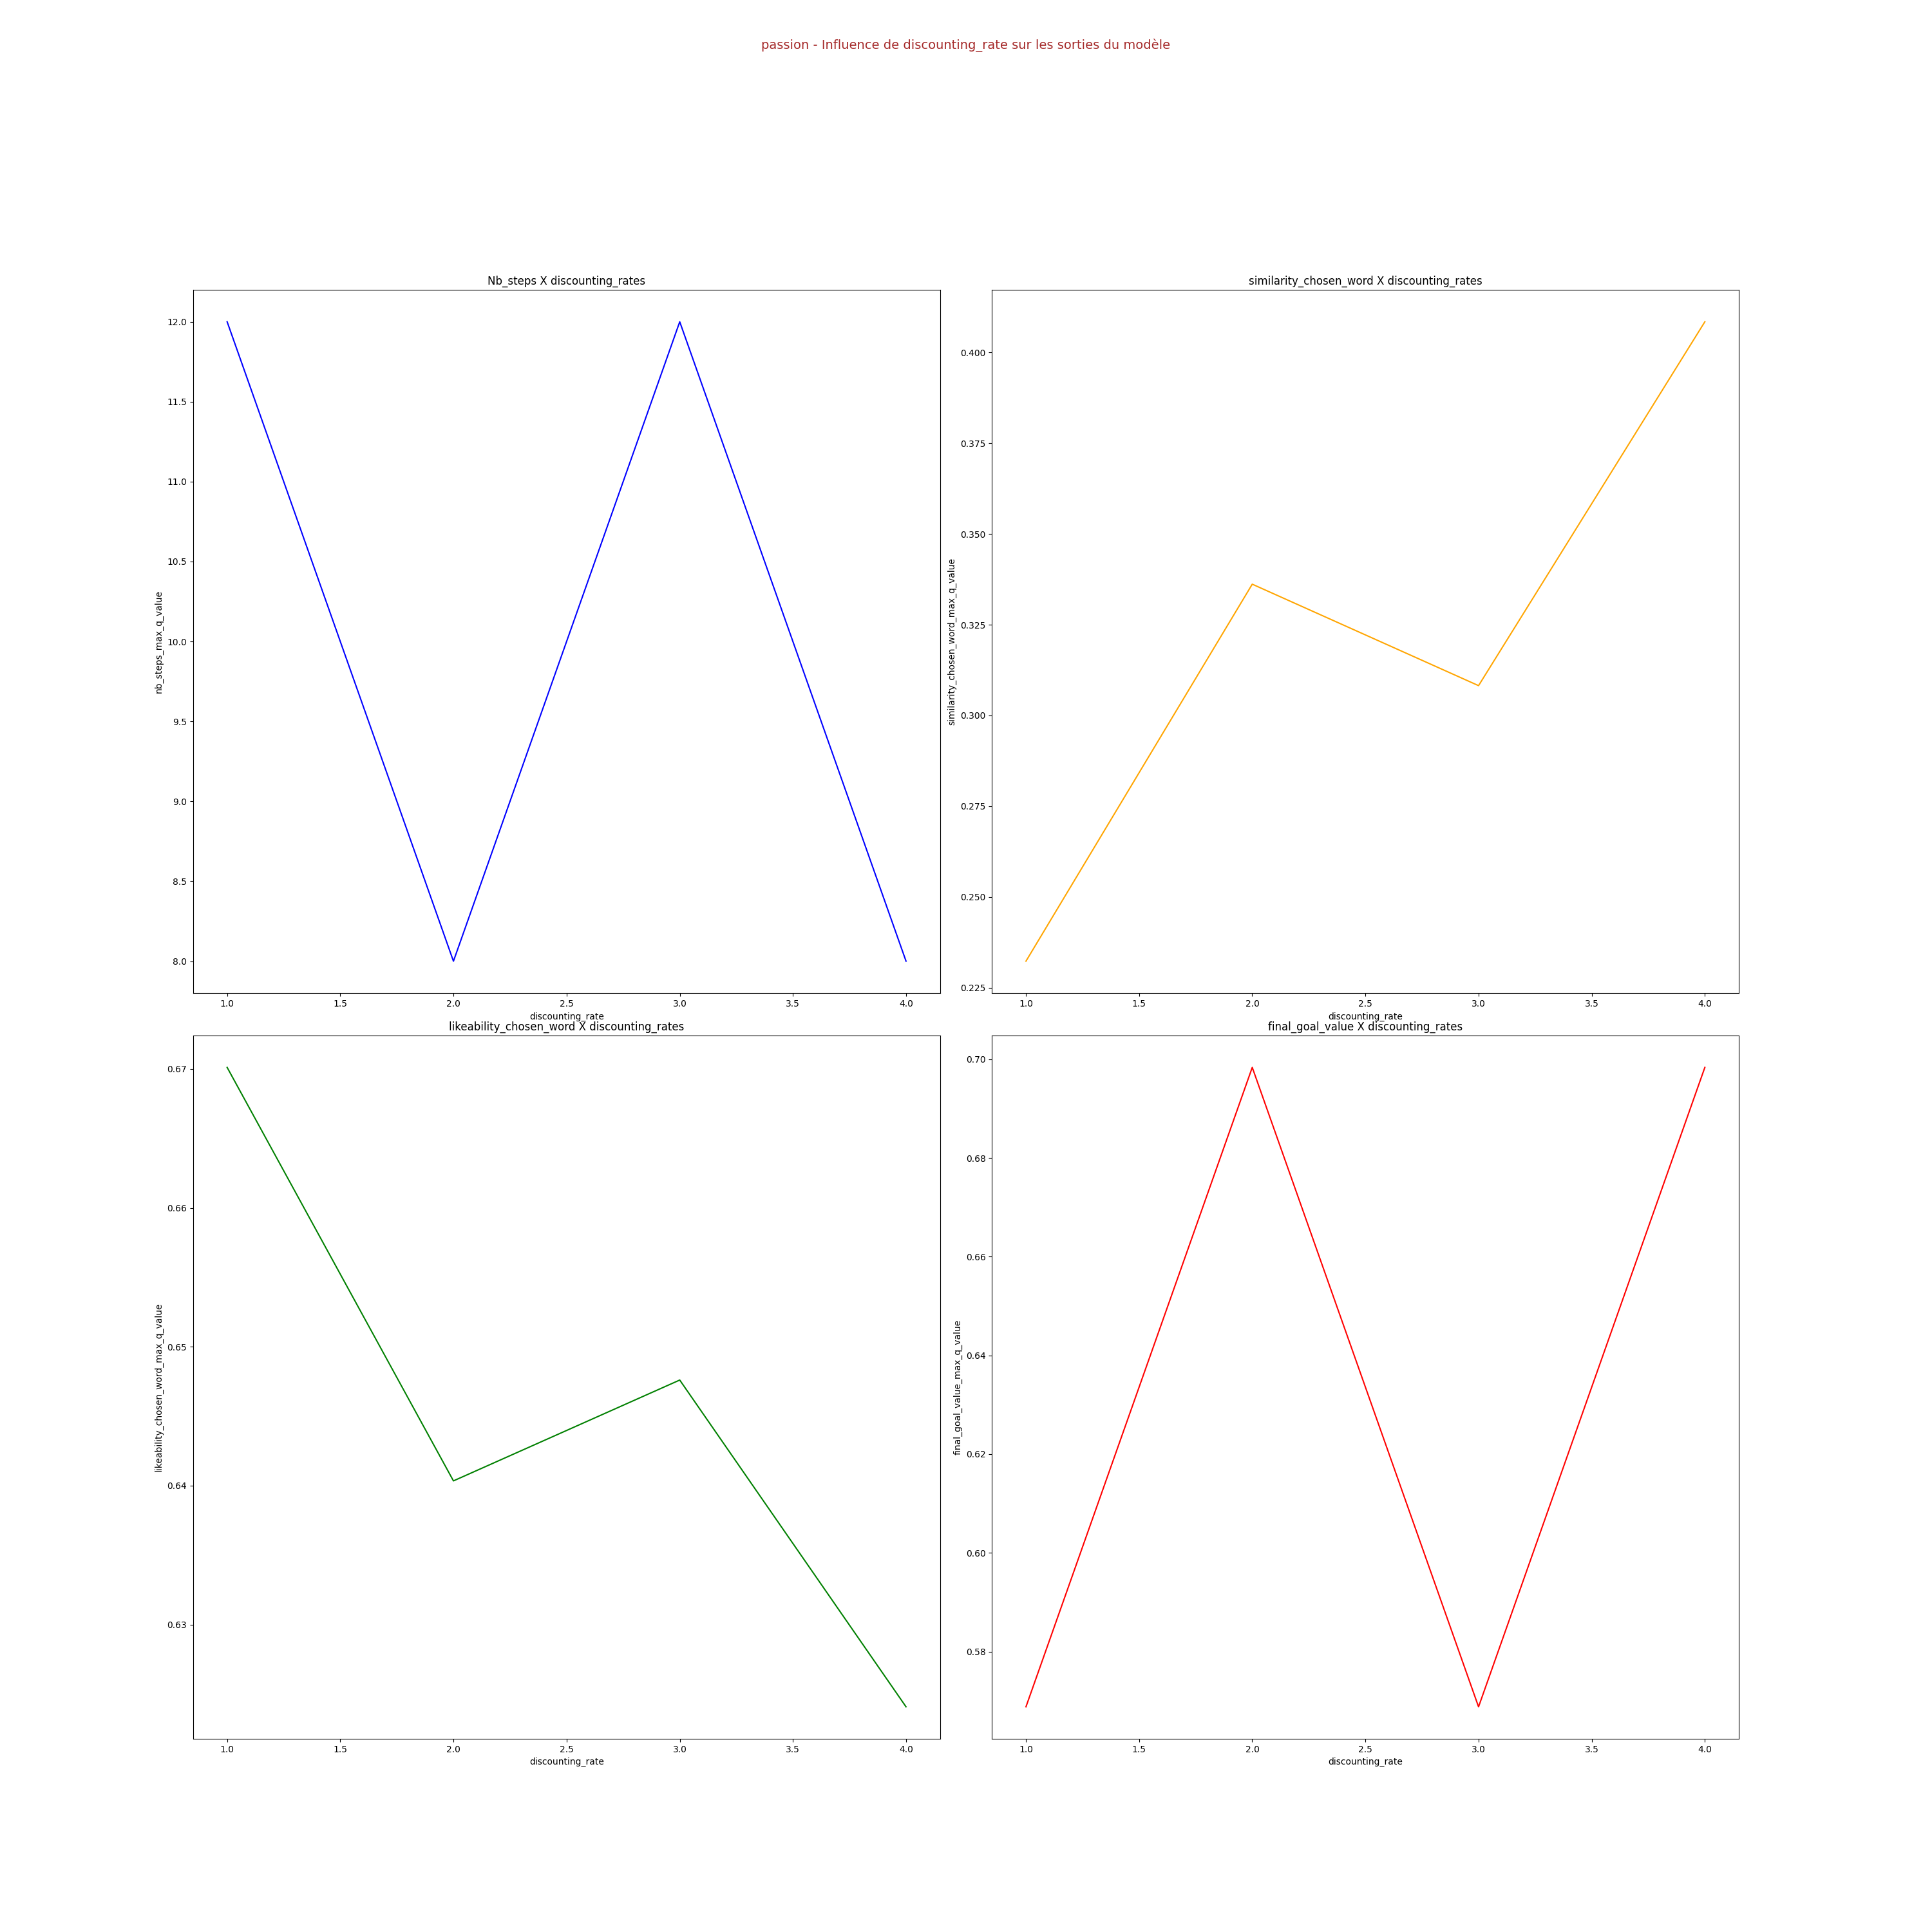 passion - Influence de discounting_rate sur les sorties du modèle
Nb_steps X discounting_rates
12.0
11.5
11.0
10.5
10.0
9.5
9.0
8.5
8.0
nb_steps_max_q_value
1.0 1.5 2.0 2.5 3.0 3.5 4.0
discounting_rate
similarity_chosen_word X discounting_rates
0.400
0.375
0.350
0.325
0.300
0.275
0.250
0.225
similarity_chosen_word_max_q_value
1.0 1.5 2.0 2.5 3.0 3.5 4.0
discounting_rate
likeability_chosen_word X discounting_rates
0.67
0.66
0.65
0.64
0.63
likeability_chosen_word_max_q_value
1.0 1.5 2.0 2.5 3.0 3.5 4.0
discounting_rate
final_goal_value X discounting_rates
0.70
0.68
0.66
0.64
0.62
0.60
0.58
final_goal_value_max_q_value
1.0 1.5 2.0 2.5 3.0 3.5 4.0
discounting_rate